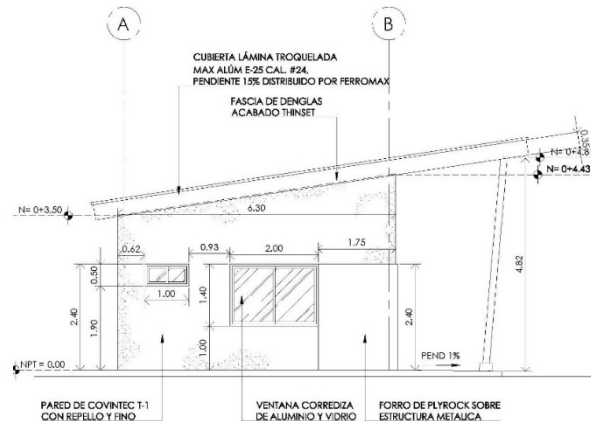 A
B
CUBIERTA LÁMINA TROQUELADA
MAX ALÚM E-25 CAL. #24,
PENDIENTE 15% DISTRIBUIDO POR FERROMAX
FASCIA DE DENGLAS
ACABADO THINSET
0.35
N= 0+4.8
N= 0+4.43
N= 0+3.50
6.30
0.62
0.93
2.00
1.75
0.50
1.00
1.40
2.40
1.90
1.00
2.40
4.82
NPT = 0.00
PEND 1%
PARED DE COVINTEC T-1
CON REPELLO Y FINO
VENTANA CORREDIZA
DE ALUMINIO Y VIDRIO
FORRO DE PLYROCK SOBRE
ESTRUCTURA METALICA